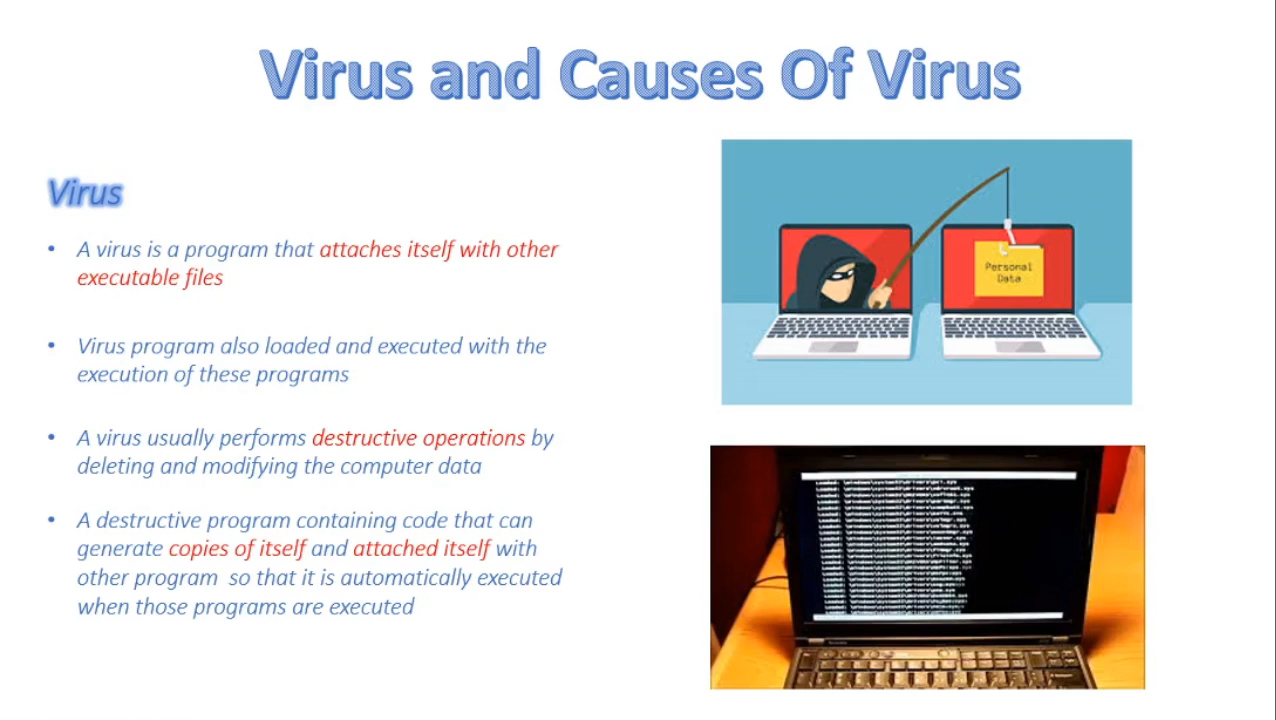 Virus and Causes Of Virus
Virus
• A virus is a program that attaches itself with other
executable files
• Virus program also loaded and executed with the
execution of these programs
• A virus usually performs destructive operations by
deleting and modifying the computer data
• A destructive program containing code that can
generate copies of itself and attached itself with
other program so that it is automatically executed
when those programs are executed
Personal
Data